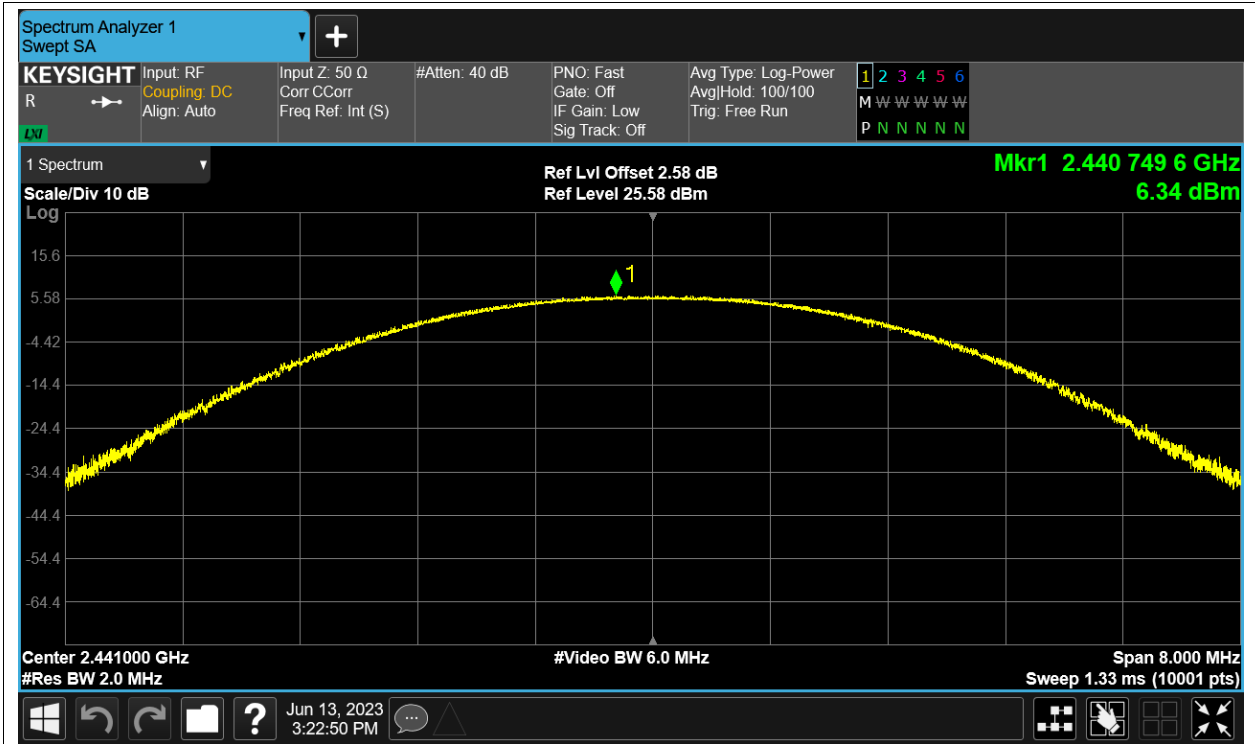 Spectrum Analyzer 1
Swept SA
KEYSIGHT
R
LXI
Input: RF
Coupling: DC
Align: Auto
Input Z: 50 Ω
Corr CCorr
Freq Ref: Int (S)
#Atten: 40 dB
PNO: Fast
Gate: Off
IF Gain: Low
Sig Track: Off
Avg Type: Log-Power
Avg|Hold: 100/100
Trig: Free Run
1 2 3 4 5 6
M W W W W W
P N N N N N
1 Spectrum
Scale/Div 10 dB
Log
Ref Lvl Offset 2.58 dB
Ref Level 25.58 dBm
Mkr1 2.440 749 6 GHz
6.34 dBm
1
15.6
5.58
-4.42
-14.4
-24.4
-34.4
-44.4
-54.4
-64.4
Center 2.441000 GHz
#Video BW 6.0 MHz
Span 8.000 MHz
#Res BW 2.0 MHz
Sweep 1.33 ms (10001 pts)
?
Jun 13, 2023
3:22:50 PM